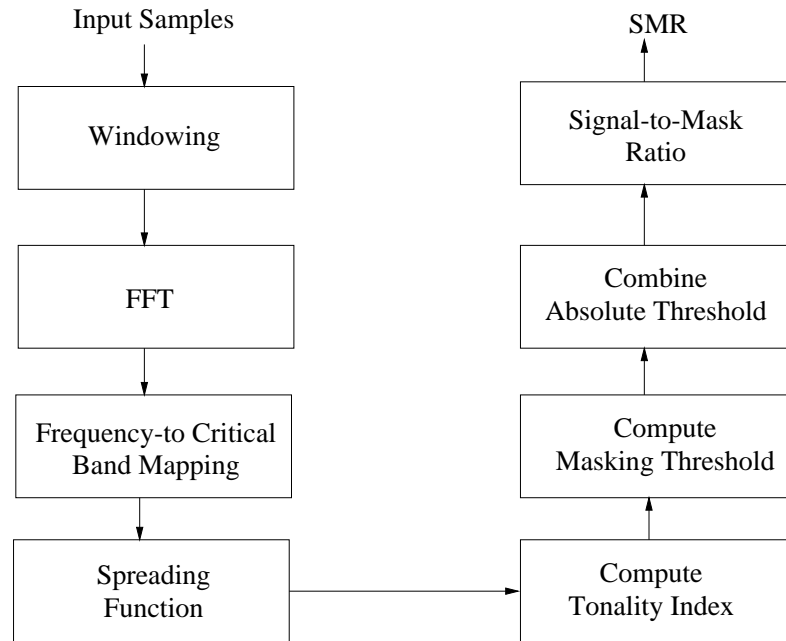 Input Samples
Windowing
FFT
Frequency-to Critical
Band Mapping
Spreading
Function
Compute
Tonality Index
Compute
Masking Threshold
Combine
Absolute Threshold
Signal-to-Mask
Ratio
SMR